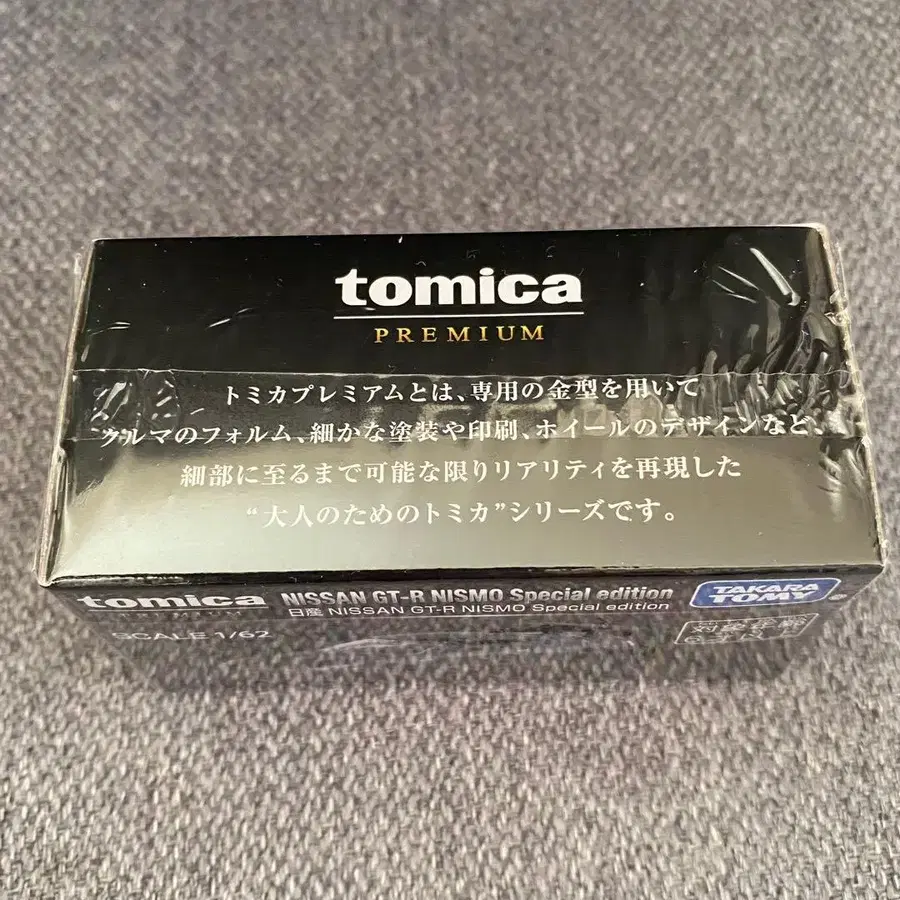 tomica
PREMIUM
トミカプレミアムとは、専用の金型を用いて
クルマのフォルム、細かな塗装や印刷、ホイールのデザインなど、
細部に至るまで可能な限りリアリティを再現した
“大人のためのトミカ”シリーズです。
tomica NISSAN GT-R NISMO Special edition
日産 NISSAN GT-R NISMO Special edition
TAKARA
TOMY
SCALE 1/62
対象年齢